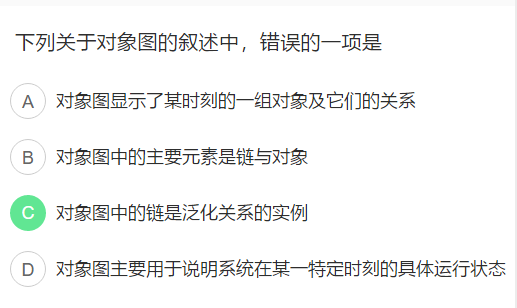 下列关于对象图的叙述中，错误的一项是
A 对象图显示了某时刻的一组对象及它们的关系
B 对象图中的主要元素是链与对象
C 对象图中的链是泛化关系的实例
D 对象图主要用于说明系统在某一特定时刻的具体运行状态